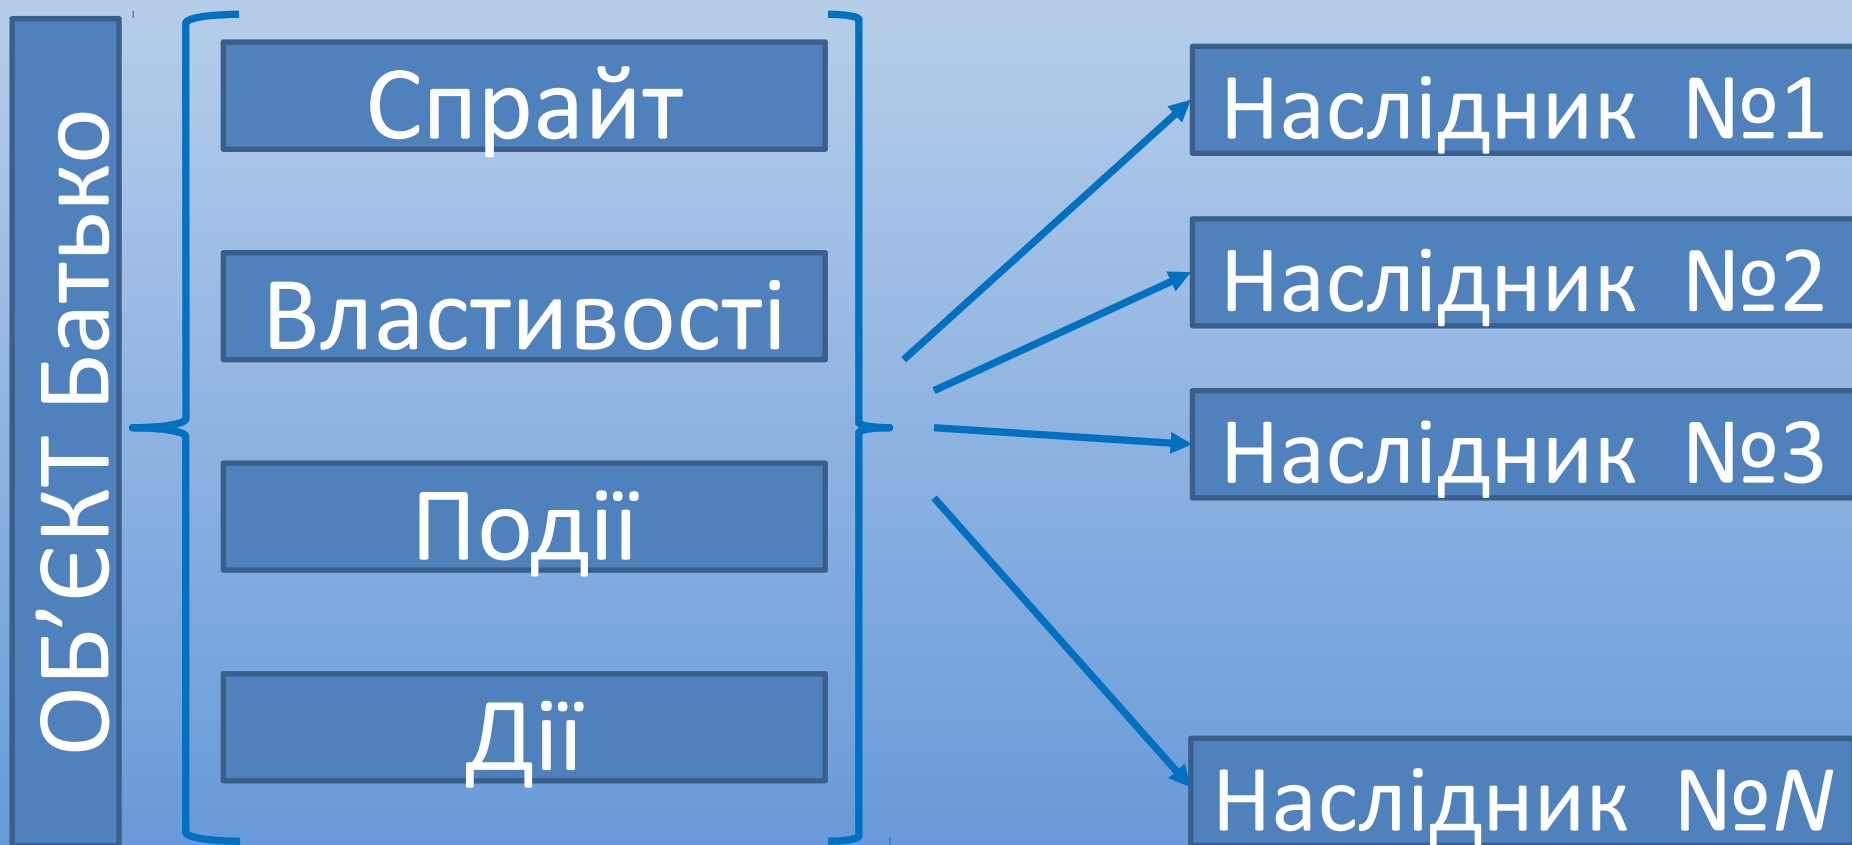 ОБ’ЄКТ Батько
Спрайт
Властивості
Події
Дії
Наслідник №1
Наслідник №2
Наслідник №3
Наслідник №N